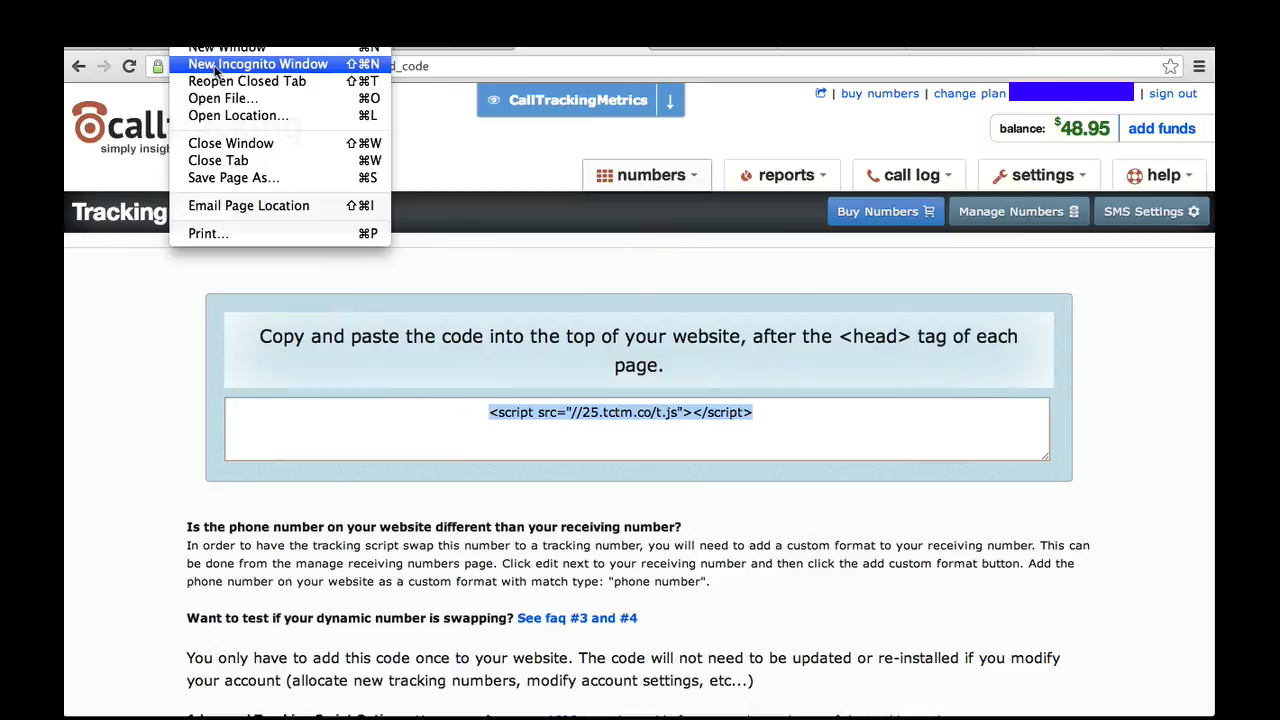 New Window ⌘N
New Incognito Window ⇧⌘N
Reopen Closed Tab ⇧⌘T
Open File... ⌘O
Open Location... ⌘L
Close Window ⇧⌘W
Close Tab ⌘W
Save Page As... ⌘S
Email Page Location ⇧⌘I
Print... ⌘P
d_code
call
simply insig
CallTrackingMetrics ↓
| buy numbers | change plan | sign out
balance: $48.95 add funds
numbers reports call log settings help
Tracking
Buy Numbers Manage Numbers SMS Settings
Copy and paste the code into the top of your website, after the <head> tag of each
page.
<script src="//25.tctm.co/t.js"></script>
Is the phone number on your website different than your receiving number?
In order to have the tracking script swap this number to a tracking number, you will need to add a custom format to your receiving number. This can
be done from the manage receiving numbers page. Click edit next to your receiving number and then click the add custom format button. Add the
phone number on your website as a custom format with match type: "phone number".
Want to test if your dynamic number is swapping? See faq #3 and #4
You only have to add this code once to your website. The code will not need to be updated or re-installed if you modify
your account (allocate new tracking numbers, modify account settings, etc...)